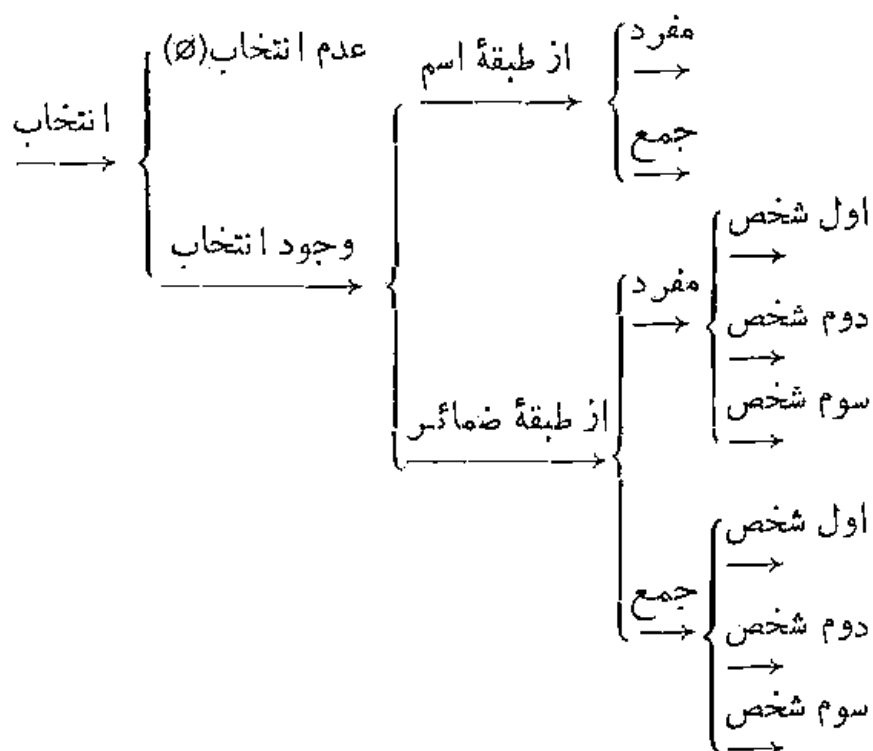 انتخاب
عدم انتخاب(Ø)
وجود انتخاب
از طبقهٔ اسم
مفرد
جمع
از طبقهٔ ضمائر
مفرد
اول شخص
دوم شخص
سوم شخص
جمع
اول شخص
دوم شخص
سوم شخص